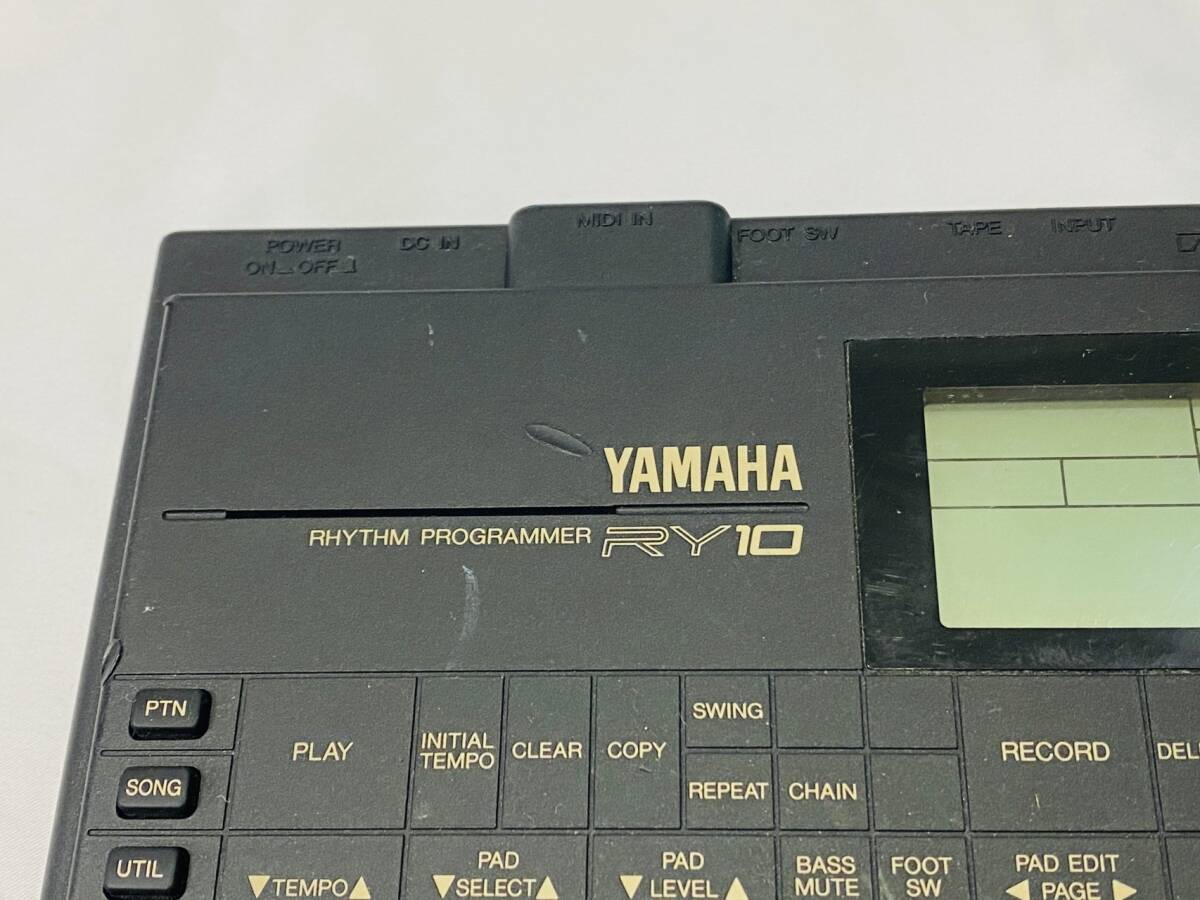 POWER
ON OFF
DC IN
MIDI IN
FOOT SW
TAPE
INPUT
YAMAHA
RHYTHM PROGRAMMER RY10
PTN
SONG
UTIL
PLAY
INITIAL
TEMPO
CLEAR
COPY
SWING
REPEAT
CHAIN
RECORD
DEL
▼TEMPO▲
PAD
▼SELECT▲
PAD
▼LEVEL▲
BASS
MUTE
FOOT
SW
PAD EDIT
◀ PAGE ▶